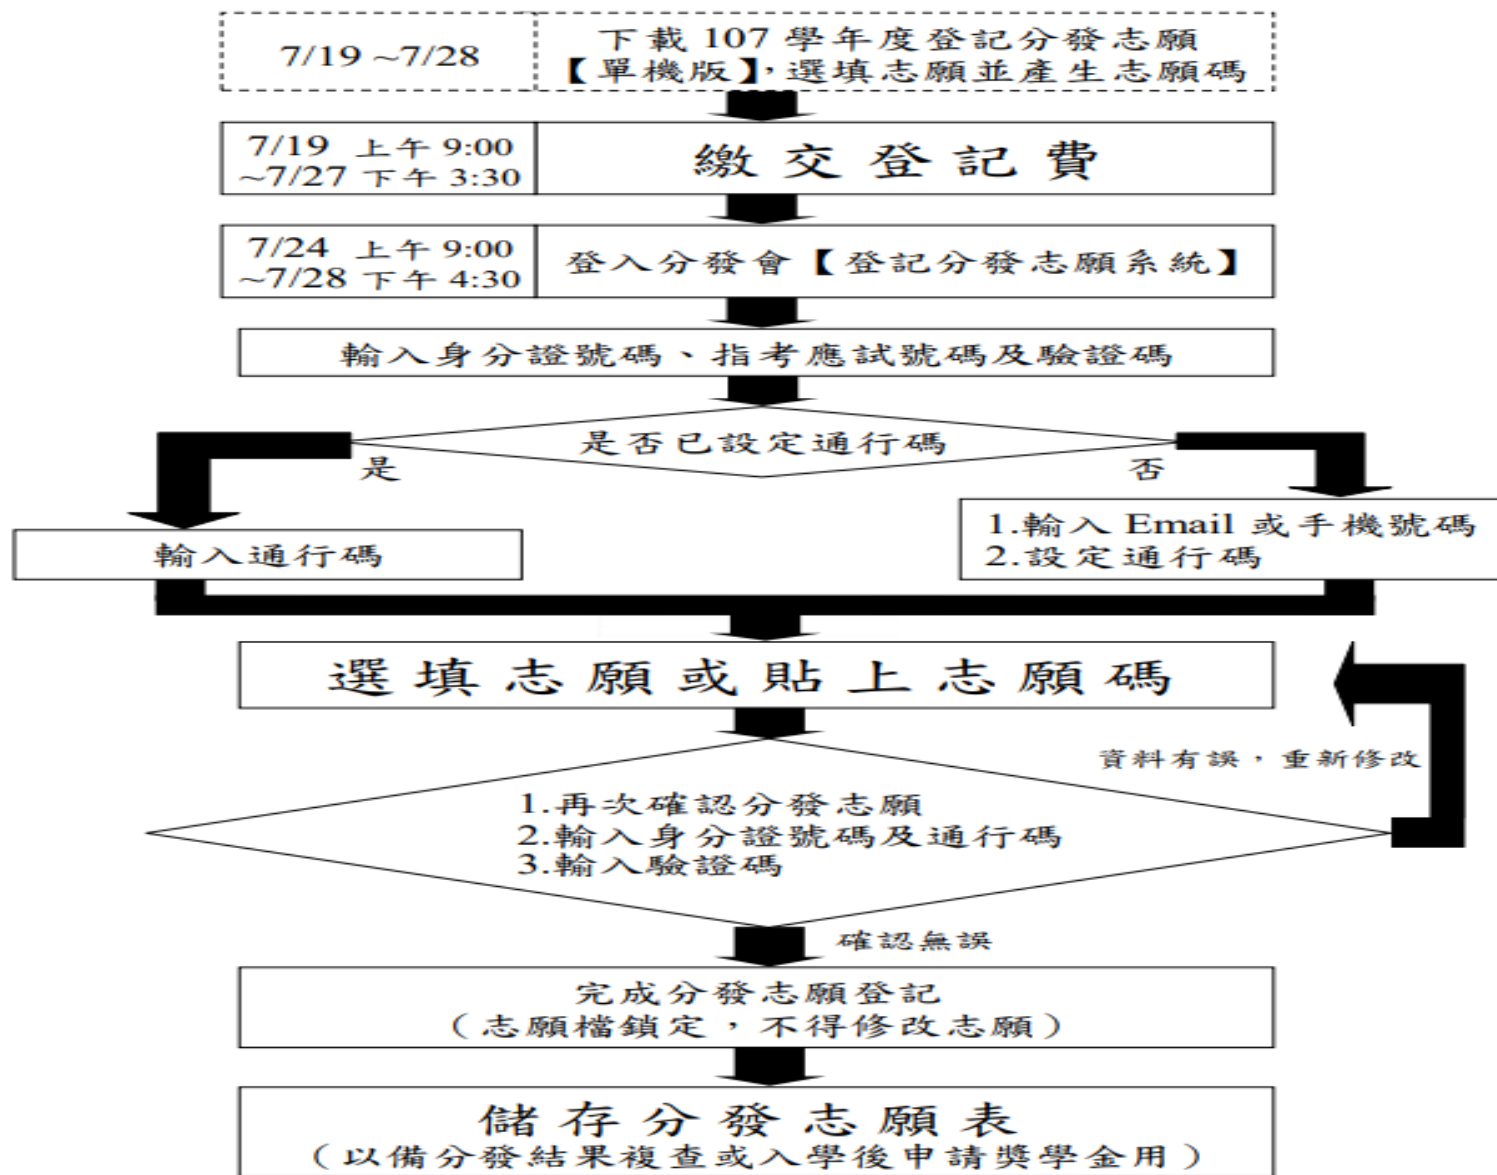 7/19 ~7/28
下載 107 學年度登記分發志願
【單機版】,選填志願並產生志願碼
7/19 上午 9:00
~7/27 下午 3:30
繳交登記費
7/24 上午 9:00
~7/28 下午 4:30
登入分發會【登記分發志願系統】
輸入身分證號碼、指考應試號碼及驗證碼
是否已設定通行碼
是
否
輸入通行碼
1.輸入 Email 或手機號碼
2.設定通行碼
選填志願或貼上志願碼
資料有誤,重新修改
1.再次確認分發志願
2.輸入身分證號碼及通行碼
3.輸入驗證碼
確認無誤
完成分發志願登記
(志願檔鎖定,不得修改志願)
儲存分發志願表
(以備分發結果複查或入學後申請獎學金用)